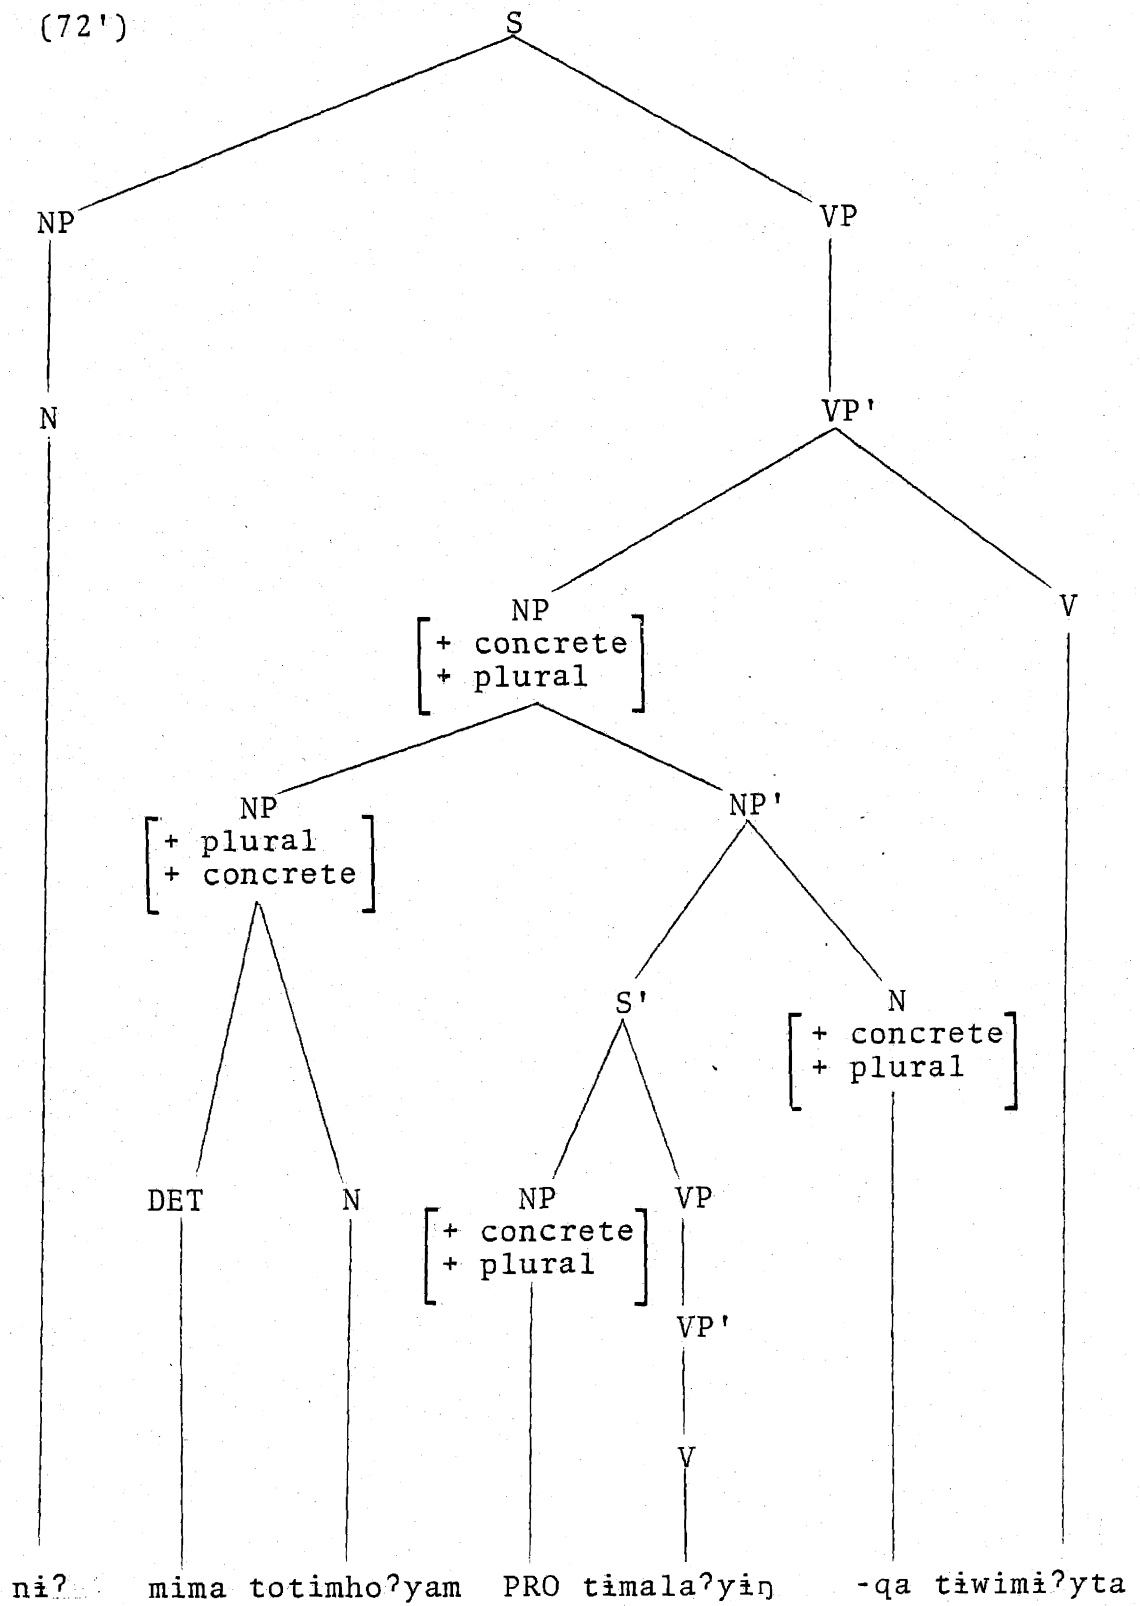 (72')
S
NP VP
N VP'
NP V
[+ concrete
+ plural]
NP NP'
[+ plural
+ concrete]
S' N
[+ concrete
+ plural]
DET N NP VP
[+ concrete
+ plural]
VP'
V
nɨʔ mima totimhoʔyam PRO tɨmalaʔyɨŋ -qa tɨwimɨʔyta